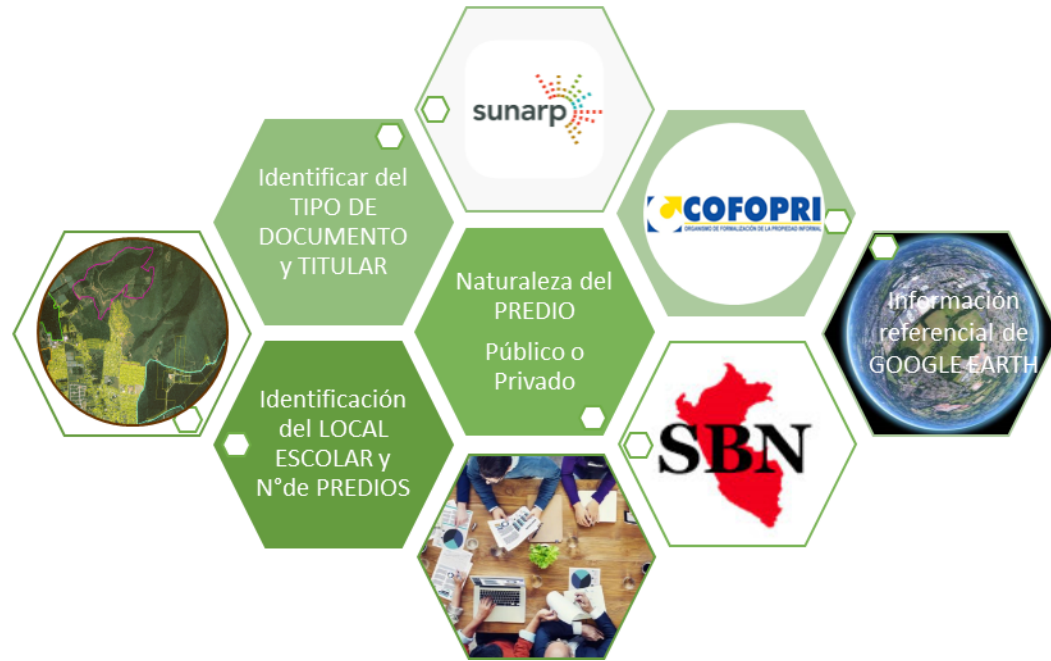 sunarp
Identificar del
TIPO DE
DOCUMENTO
y TITULAR
COFOPRI
ORGANISMO DE FORMALIZACIÓN DE LA PROPIEDAD INFORMAL
Naturaleza del
PREDIO
Público o
Privado
Información
referencial de
GOOGLE EARTH
Identificación
del LOCAL
ESCOLAR y
N°de PREDIOS
SBN